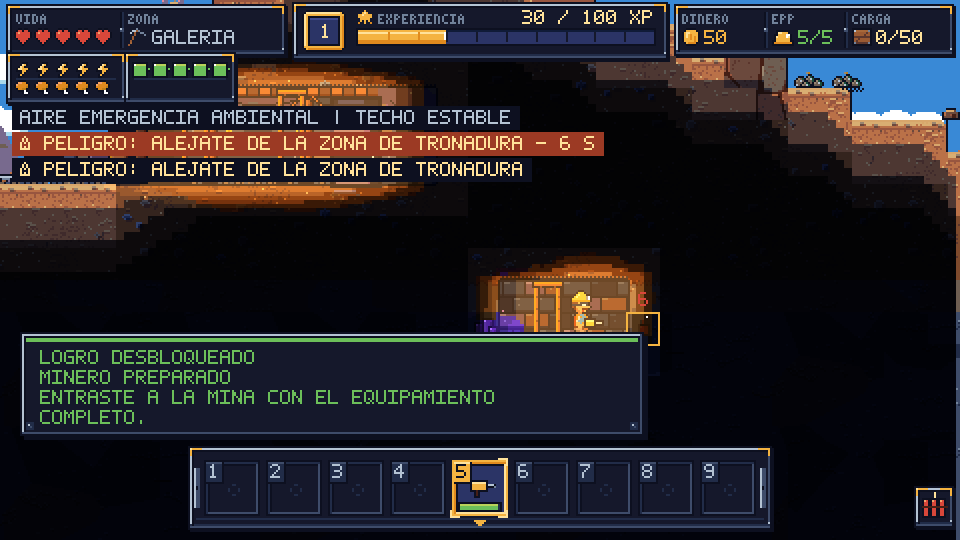 VIDA
ZONA
GALERIA
1
EXPERIENCIA
30 / 100 XP
DINERO
50
EPP
5/5
CARGA
0/50
AIRE EMERGENCIA AMBIENTAL | TECHO ESTABLE
PELIGRO: ALEJATE DE LA ZONA DE TRONADURA - 6 S
PELIGRO: ALEJATE DE LA ZONA DE TRONADURA
6
LOGRO DESBLOQUEADO
MINERO PREPARADO
ENTRASTE A LA MINA CON EL EQUIPAMIENTO
COMPLETO.
1 2 3 4 5 6 7 8 9